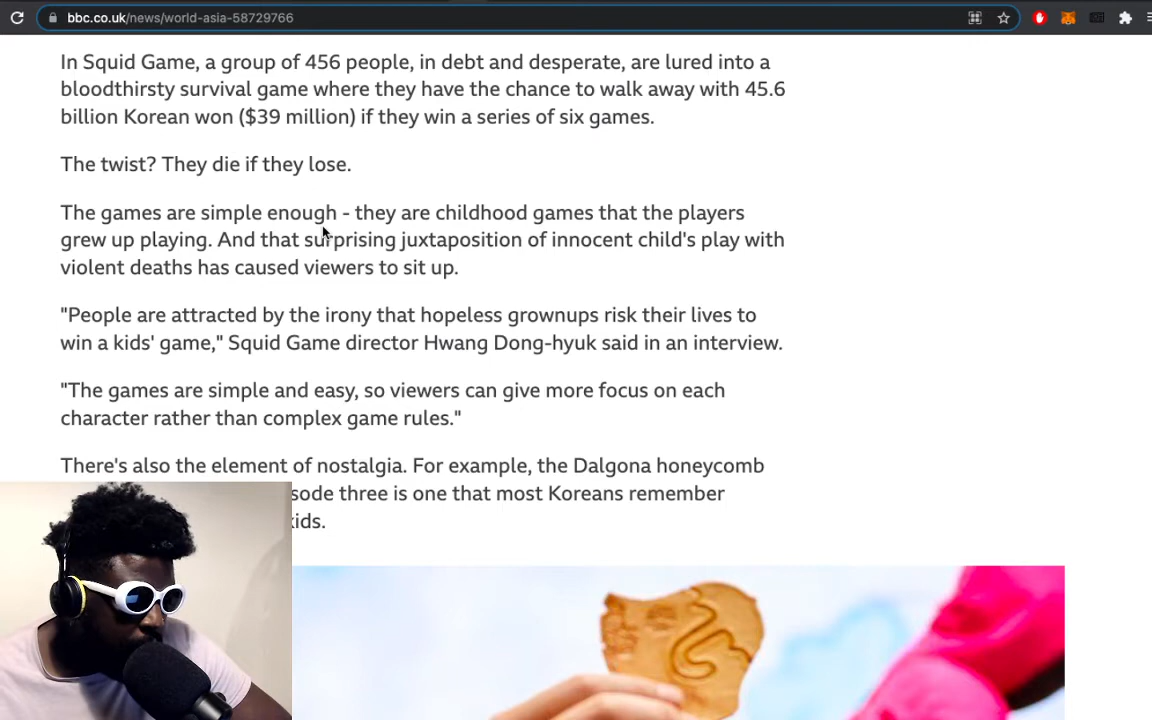 bbc.co.uk/news/world-asia-58729766
In Squid Game, a group of 456 people, in debt and desperate, are lured into a
bloodthirsty survival game where they have the chance to walk away with 45.6
billion Korean won ($39 million) if they win a series of six games.
The twist? They die if they lose.
The games are simple enough - they are childhood games that the players
grew up playing. And that surprising juxtaposition of innocent child's play with
violent deaths has caused viewers to sit up.
"People are attracted by the irony that hopeless grownups risk their lives to
win a kids' game," Squid Game director Hwang Dong-hyuk said in an interview.
"The games are simple and easy, so viewers can give more focus on each
character rather than complex game rules."
There's also the element of nostalgia. For example, the Dalgona honeycomb
sode three is one that most Koreans remember
kids.